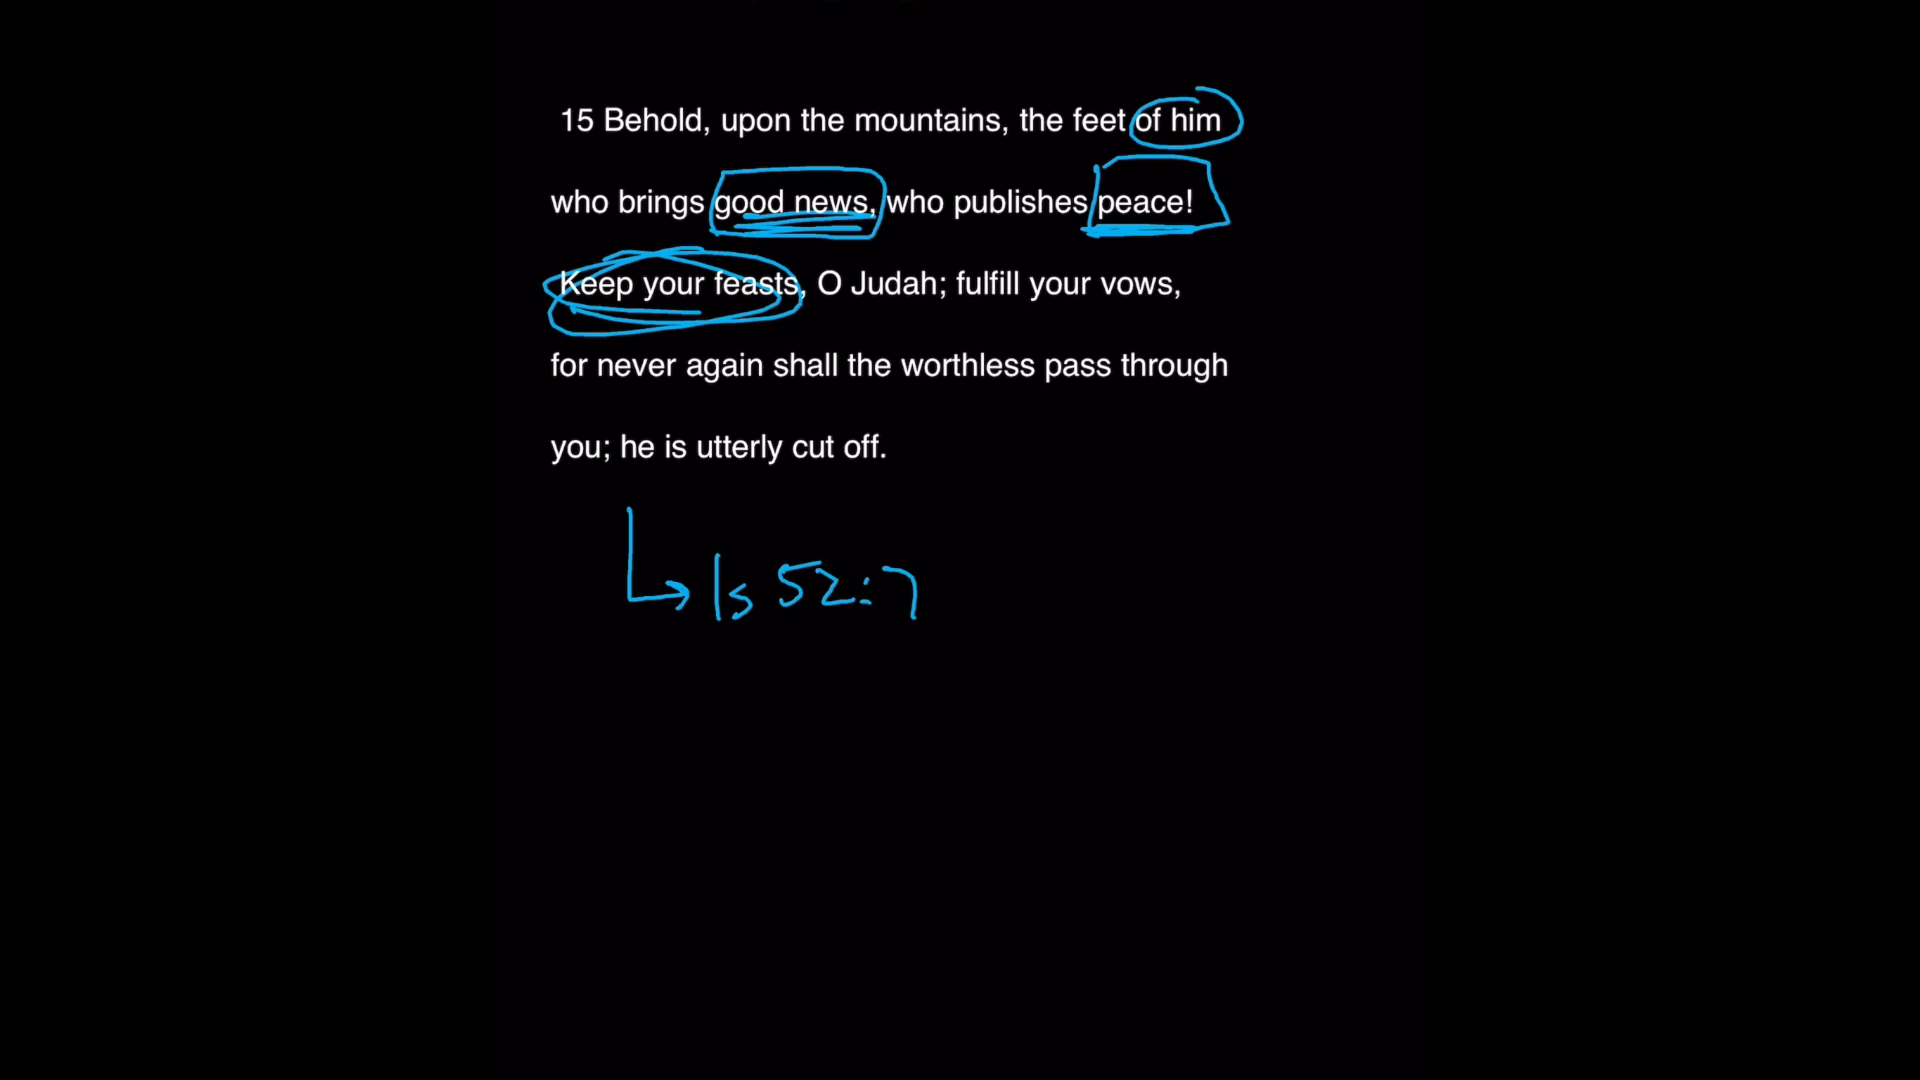 15 Behold, upon the mountains, the feet of him
who brings good news, who publishes peace!
Keep your feasts, O Judah; fulfill your vows,
for never again shall the worthless pass through
you; he is utterly cut off.
Is 52:7